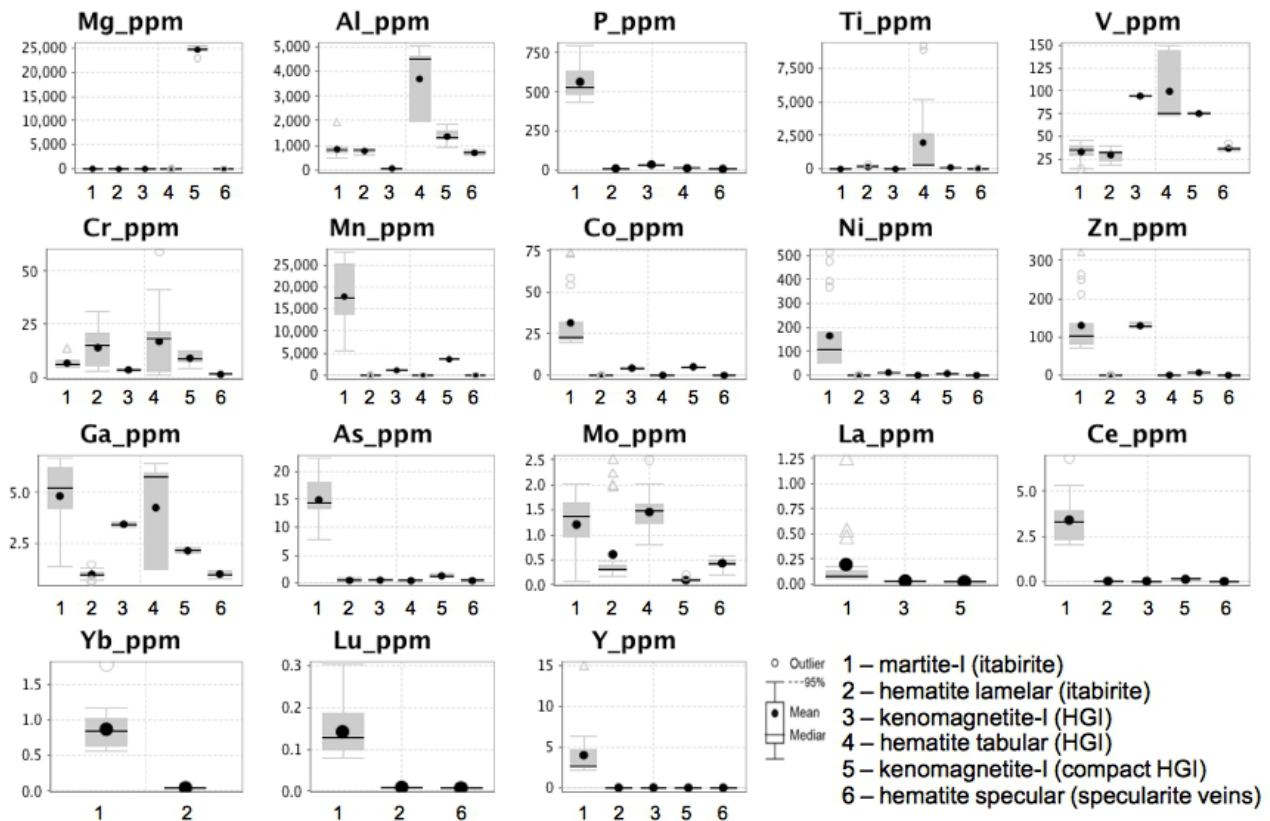 Mg_ppm Al_ppm P_ppm Ti_ppm V_ppm
25,000
20,000
15,000
10,000
5,000
0
1 2 3 4 5 6
5,000
4,000
3,000
2,000
1,000
0
1 2 3 4 5 6
750
500
250
0
1 2 3 4 5 6
7,500
5,000
2,500
0
1 2 3 4 5 6
150
125
100
75
50
25
1 2 3 4 5 6
Cr_ppm Mn_ppm Co_ppm Ni_ppm Zn_ppm
50
25
0
1 2 3 4 5 6
25,000
20,000
15,000
10,000
5,000
0
1 2 3 4 5 6
75
50
25
0
1 2 3 4 5 6
500
400
300
200
100
0
1 2 3 4 5 6
300
200
100
0
1 2 3 4 5 6
Ga_ppm As_ppm Mo_ppm La_ppm Ce_ppm
5.0
2.5
1 2 3 4 5 6
20
15
10
5
0
1 2 3 4 5 6
2.5
2.0
1.5
1.0
0.5
0.0
1 2 4 5 6
1.25
1.00
0.75
0.50
0.25
0.00
1 3 5
5.0
2.5
0.0
1 2 3 5 6
Yb_ppm Lu_ppm Y_ppm
1.5
1.0
0.5
0.0
1 2
0.3
0.2
0.1
0.0
1 2 6
15
10
5
0
1 2 3 5 6
Outlier
95%
Mean
Median
1 – martite-I (itabirite)
2 – hematite lamelar (itabirite)
3 – kenomagnetite-I (HGI)
4 – hematite tabular (HGI)
5 – kenomagnetite-I (compact HGI)
6 – hematite specular (specularite veins)